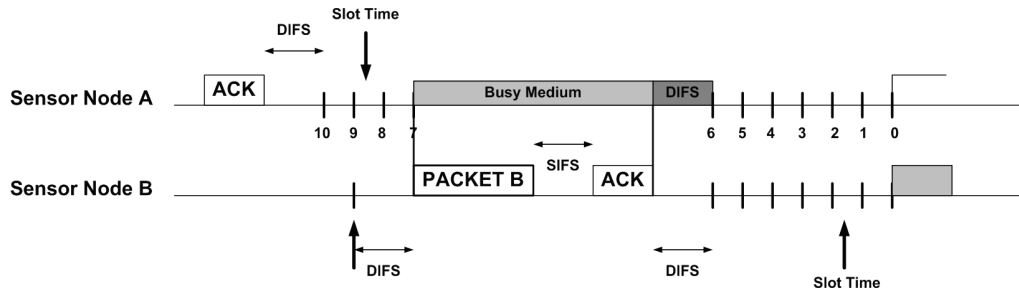 Slot Time
DIFS
Sensor Node A
ACK
Busy Medium
DIFS
10 9 8 7 6 5 4 3 2 1 0
SIFS
Sensor Node B
PACKET B
ACK
DIFS
DIFS
Slot Time